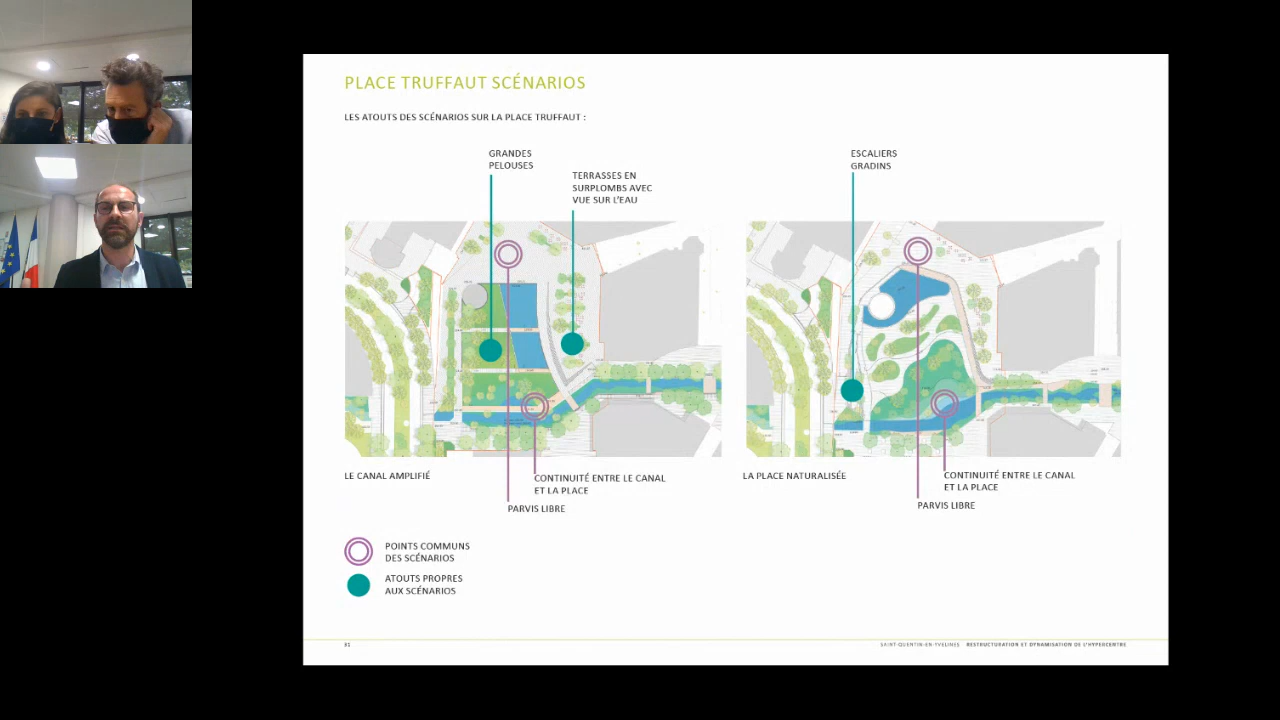 PLACE TRUFFAUT SCÉNARIOS
LES ATOUTS DES SCÉNARIOS SUR LA PLACE TRUFFAUT :
GRANDES
PELOUSES
TERRASSES EN
SURPLOMBS AVEC
VUE SUR L'EAU
ESCALIERS
GRADINS
LE CANAL AMPLIFIÉ
CONTINUITÉ ENTRE LE CANAL
ET LA PLACE
PARVIS LIBRE
LA PLACE NATURALISÉE
CONTINUITÉ ENTRE LE CANAL
ET LA PLACE
PARVIS LIBRE
POINTS COMMUNS
DES SCÉNARIOS
ATOUTS PROPRES
AUX SCÉNARIOS
31
SAINT-QUENTIN-EN-YVELINES RESTRUCTURATION ET DYNAMISATION DE L'HYPERCENTRE